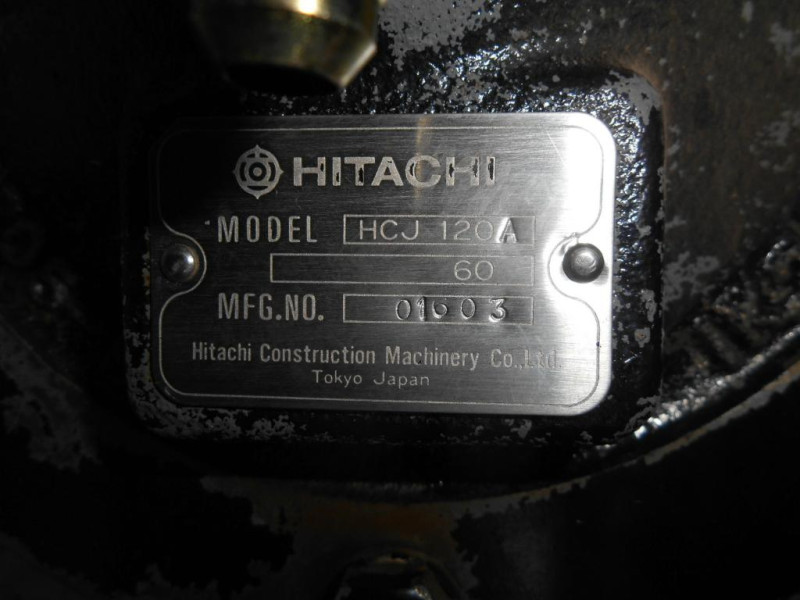 HITACHI
MODEL HCJ 120A
60
MFG.NO. 01603
Hitachi Construction Machinery Co.,Ltd.
Tokyo Japan